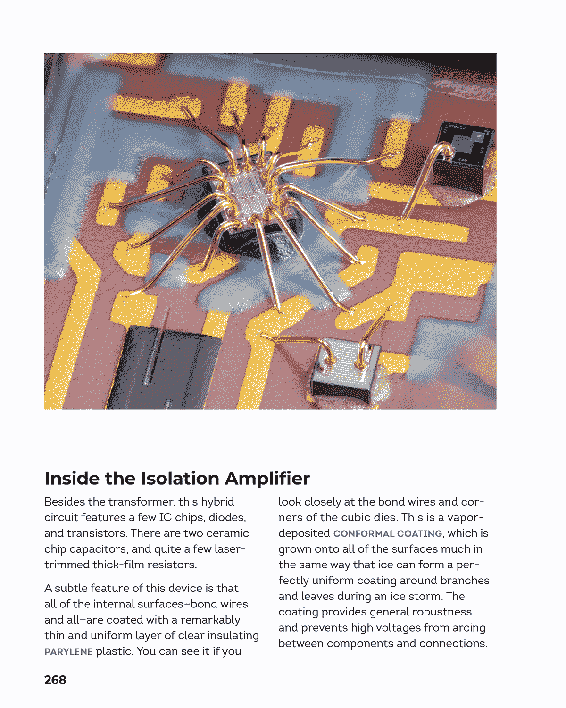 Inside the Isolation Amplifier
Besides the transformer, this hybrid
circuit features a few IC chips, diodes,
and transistors. There are two ceramic
chip capacitors, and quite a few laser-
trimmed thick-film resistors.
A subtle feature of this device is that
all of the internal surfaces—bond wires
and all—are coated with a remarkably
thin and uniform layer of clear insulating
PARYLENE plastic. You can see it if you
look closely at the bond wires and cor-
ners of the cubic dies. This is a vapor-
deposited CONFORMAL COATING, which is
grown onto all of the surfaces much in
the same way that ice can form a per-
fectly uniform coating around branches
and leaves during an ice storm. The
coating provides general robustness
and prevents high voltages from arcing
between components and connections.
268